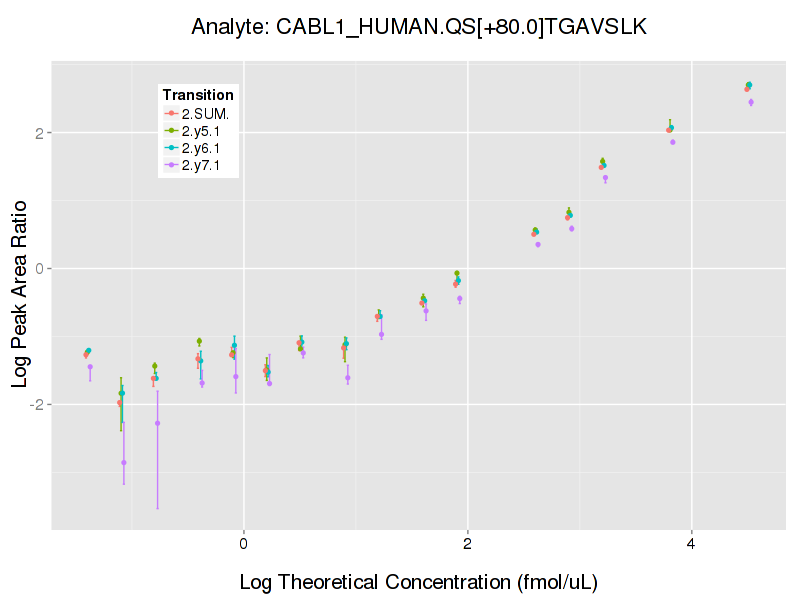 Analyte: CABL1_HUMAN.QS[+80.0]TGAVSLK
Transition
2.SUM.
2.y5.1
2.y6.1
2.y7.1
Log Peak Area Ratio
2
0
-2
0
2
4
Log Theoretical Concentration (fmol/uL)